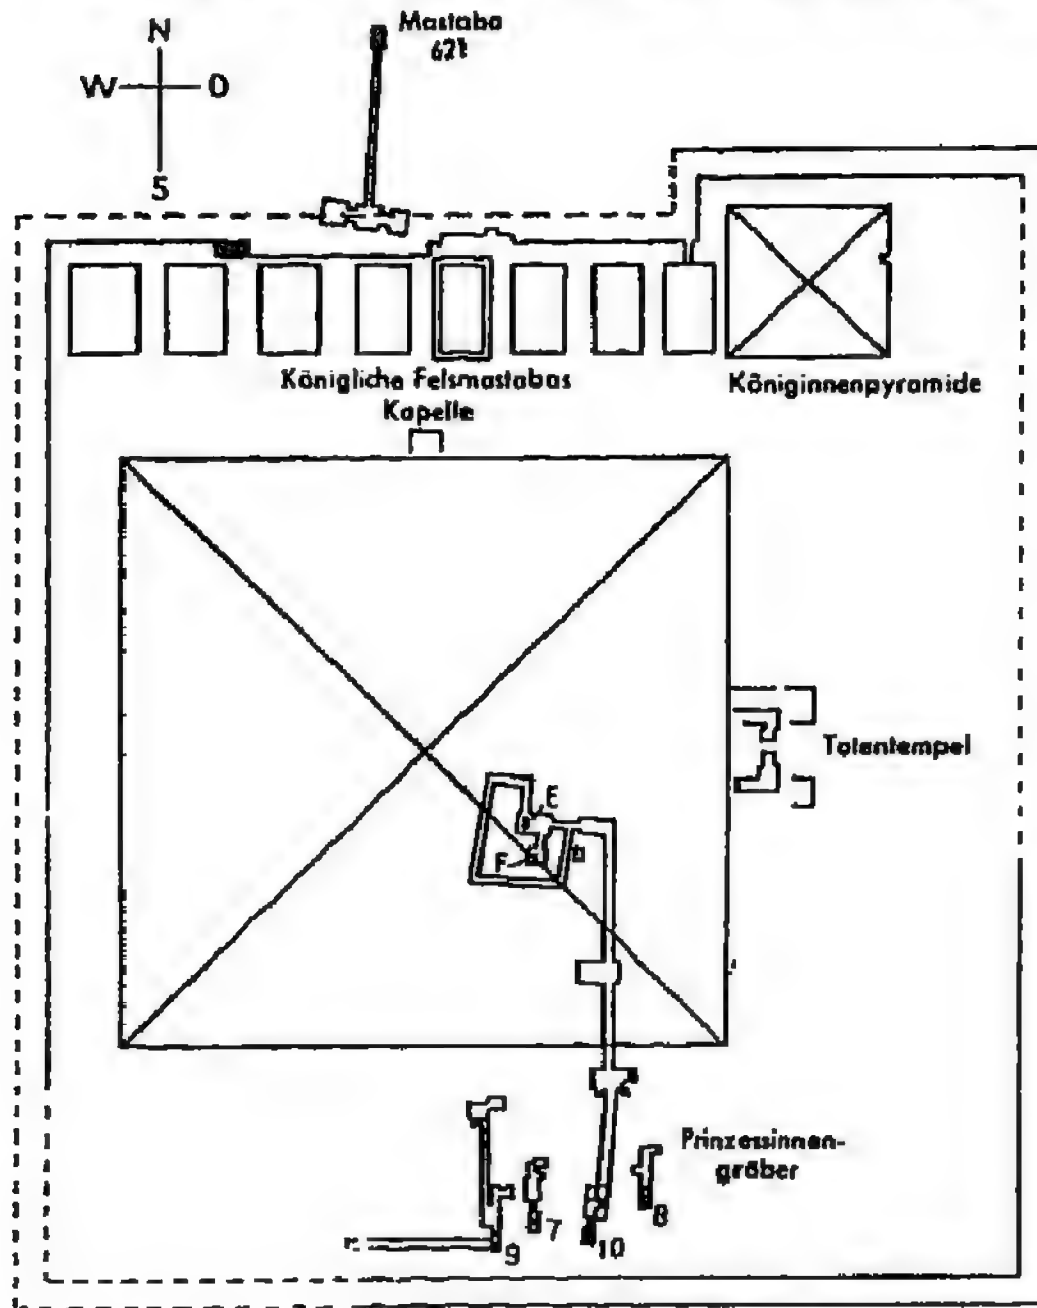 N
W O
S
Mastaba
621
Königliche Felsmastabas
Kapelle
Königinnenpyramide
Totentempel
E
F
Prinzessinnen-
gräber
9
7
10
8